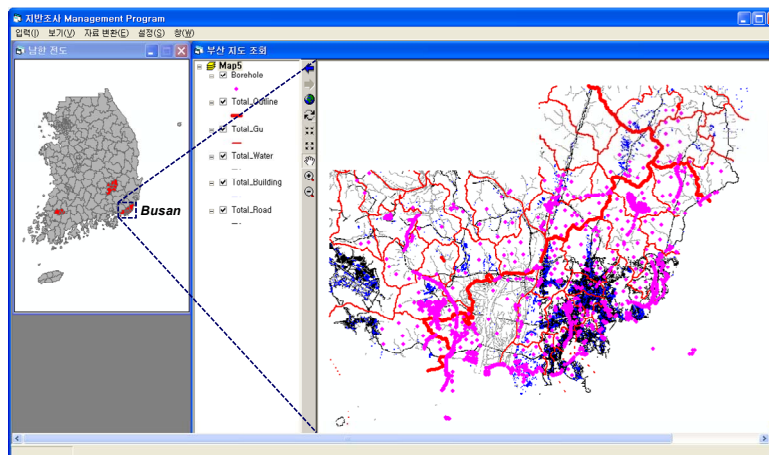 지반조사 Management Program
입력(I) 보기(V) 자료 변환(E) 설정(S) 창(W)
남한 전도
부산 지도 조회
Map5
Borehole
Total_Outline
Total_Gu
Total_Water
Total_Building
Total_Road
Busan